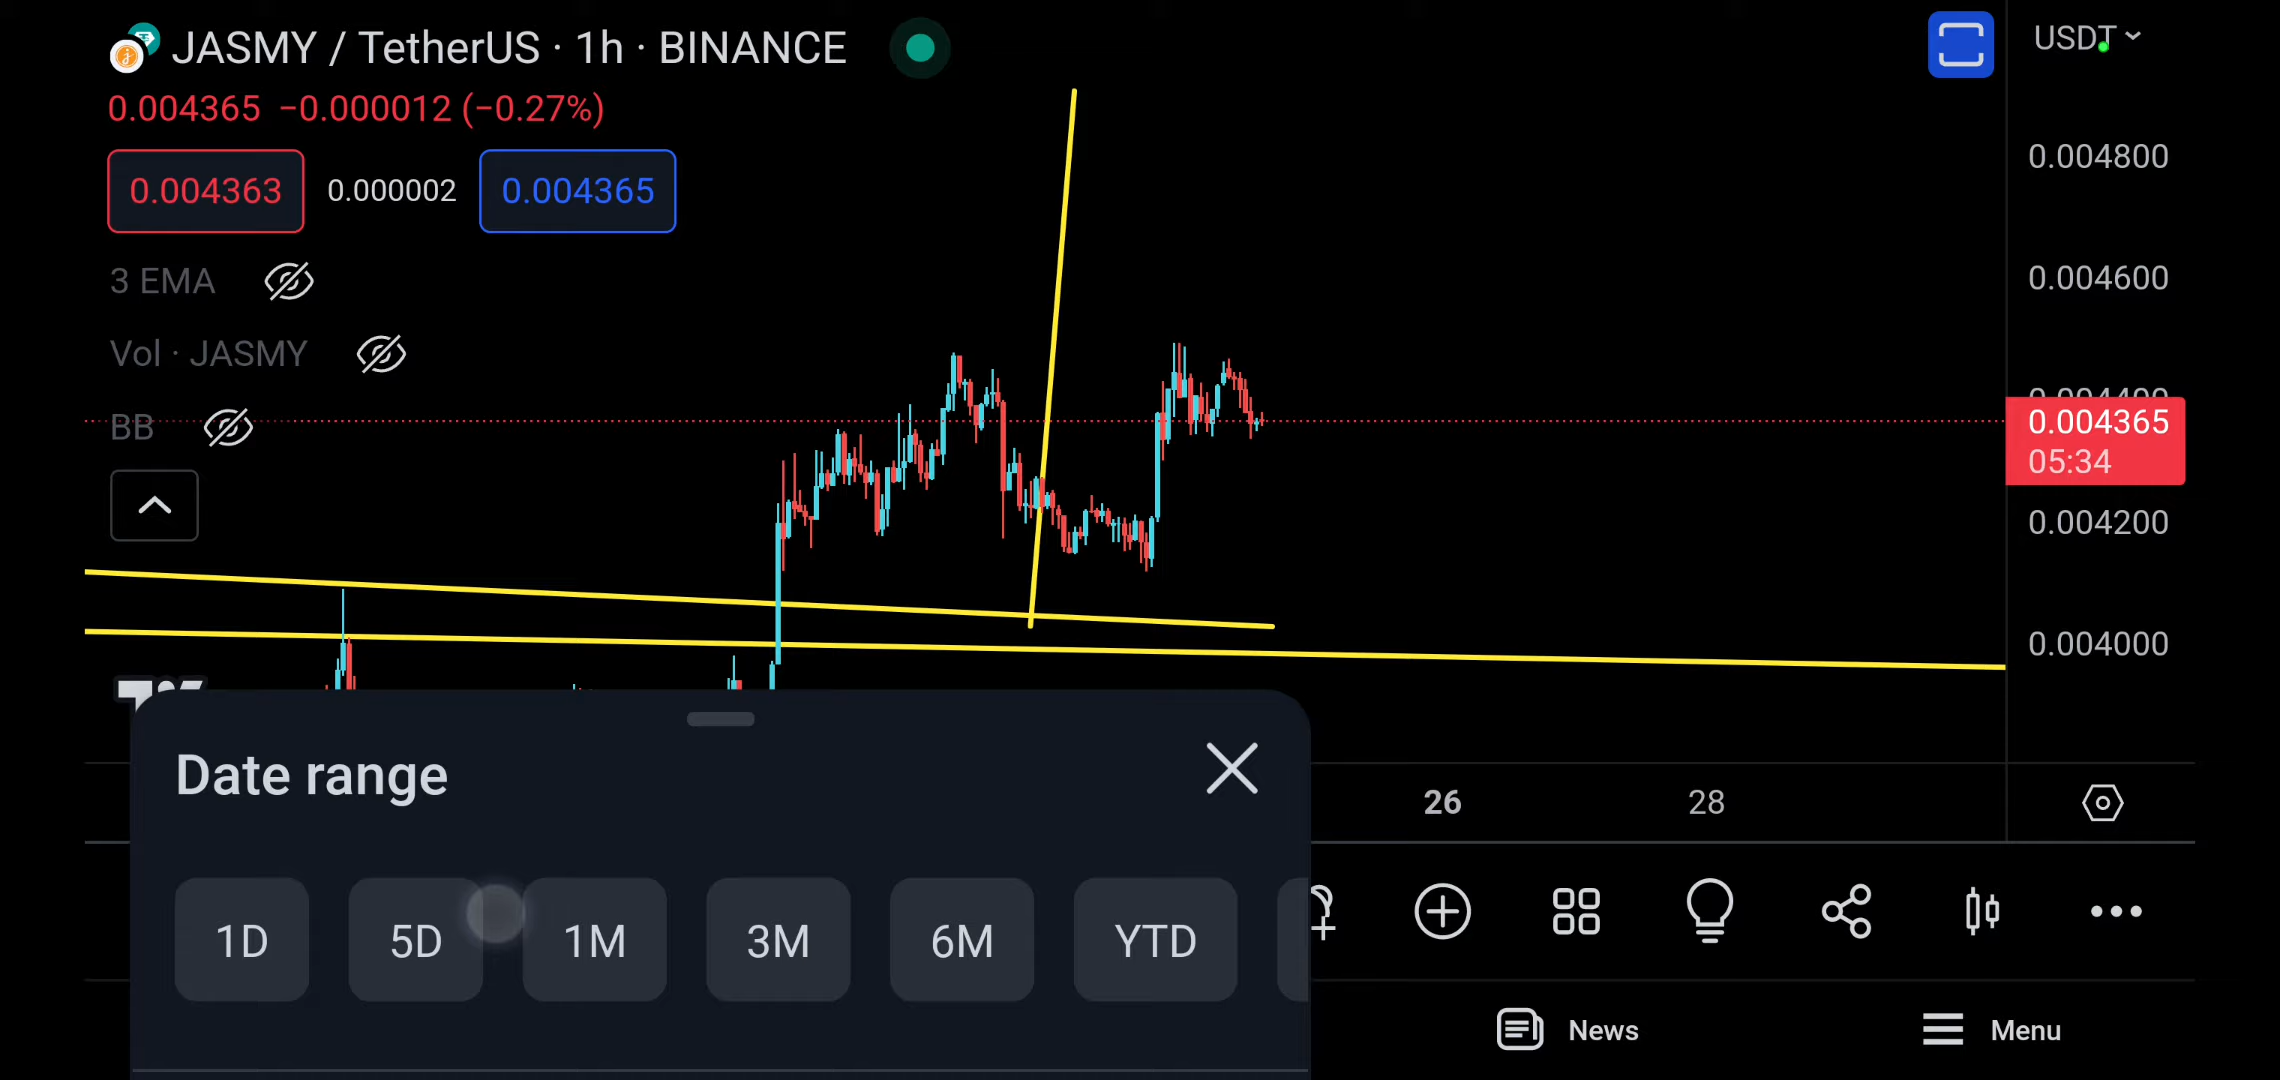 JASMY / TetherUS · 1h · BINANCE
USDT
0.004365 −0.000012 (−0.27%)
0.004363 0.000002 0.004365
3 EMA
Vol · JASMY
BB
0.004800
0.004600
0.004400
0.004365
05:34
0.004200
0.004000
26 28
Date range
1D 5D 1M 3M 6M YTD
News Menu